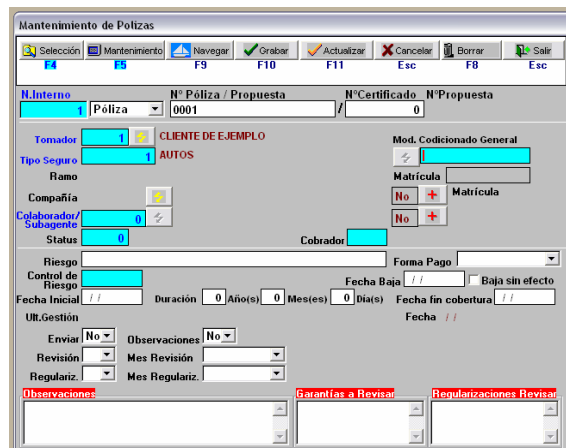 Mantenimiento de Polizas
Selección Mantenimiento Navegar Grabar Actualizar Cancelar Borrar Salir
F4 F5 F9 F10 F11 Esc F8 Esc
N.Interno Nº Póliza / Propuesta NºCertificado NºPropuesta
1 Póliza 0001 / 0
Tomador 1 CLIENTE DE EJEMPLO Mod. Codicionado General
Tipo Seguro 1 AUTOS
Ramo Matrícula
Compañía No Matrícula
Colaborador/
Subagente 0 No
Status 0 Cobrador
Riesgo Forma Pago
Control de
Riesgo Fecha Baja / / Baja sin efecto
Fecha Inicial / / Duración 0 Año(s) 0 Mes(es) 0 Día(s) Fecha fin cobertura / /
Ult.Gestión Fecha / /
Enviar No Observaciones No
Revisión Mes Revisión
Regulariz. Mes Regulariz.
Observaciones Garantías a Revisar Regularizaciones Revisar